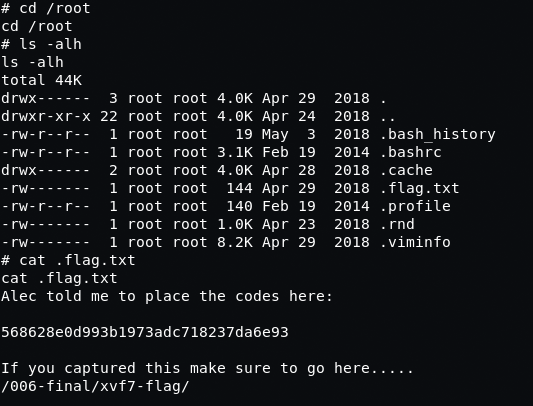 # cd /root
cd /root
# ls -alh
ls -alh
total 44K
drwx------  3 root root 4.0K Apr 29  2018 .
drwxr-xr-x 22 root root 4.0K Apr 24  2018 ..
-rw-r--r--  1 root root   19 May  3  2018 .bash_history
-rw-r--r--  1 root root 3.1K Feb 19  2014 .bashrc
drwx------  2 root root 4.0K Apr 28  2018 .cache
-rw-------  1 root root  144 Apr 29  2018 .flag.txt
-rw-r--r--  1 root root  140 Feb 19  2014 .profile
-rw-------  1 root root 1.0K Apr 23  2018 .rnd
-rw-------  1 root root 8.2K Apr 29  2018 .viminfo
# cat .flag.txt
cat .flag.txt
Alec told me to place the codes here:

568628e0d993b1973adc718237da6e93

If you captured this make sure to go here.....
/006-final/xvf7-flag/